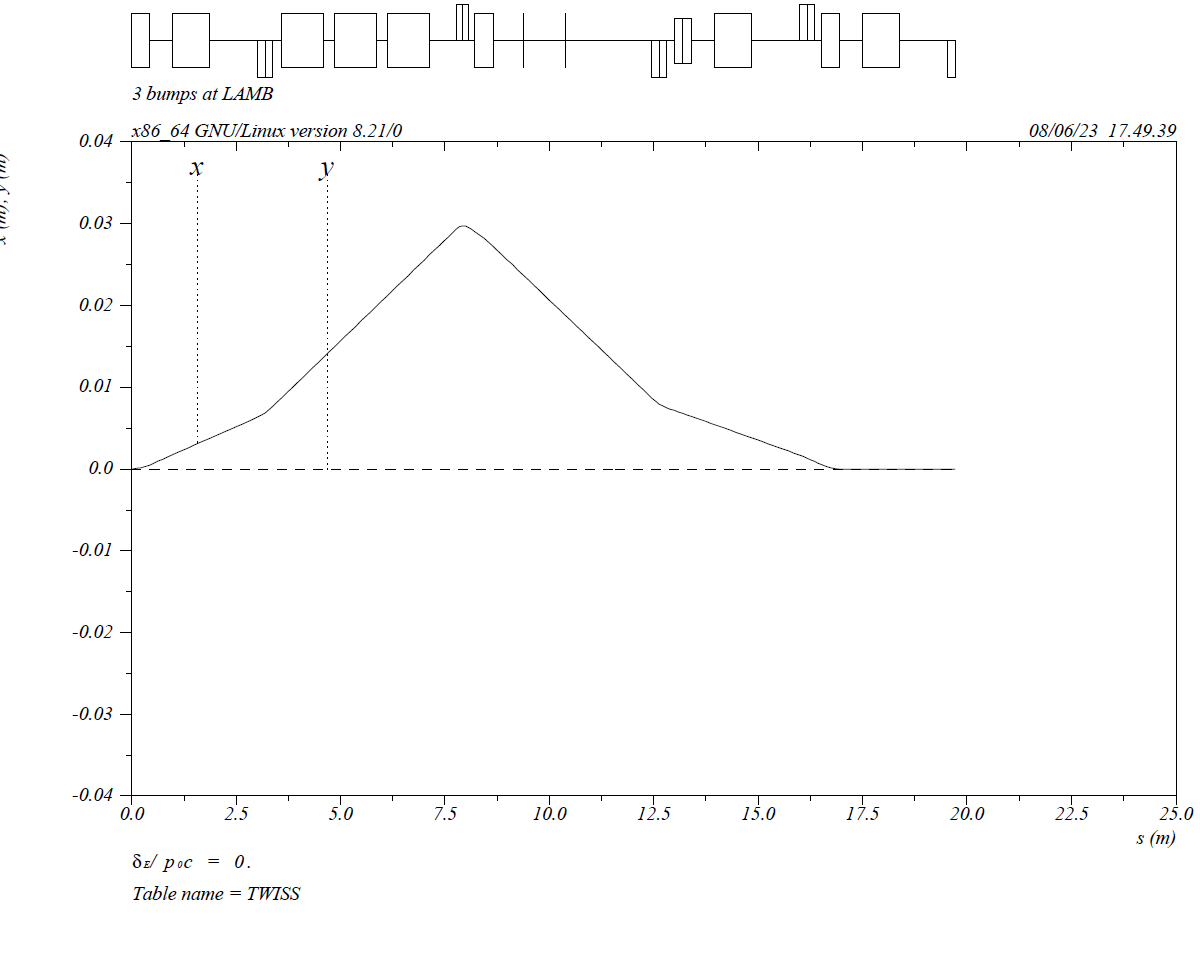 3 bumps at LAMB
x86_64 GNU/Linux version 8.21/0 08/06/23 17.49.39
x (m), y (m)
x y
0.04
0.03
0.02
0.01
0.0
-0.01
-0.02
-0.03
-0.04
0.0 2.5 5.0 7.5 10.0 12.5 15.0 17.5 20.0 22.5 25.0
s (m)
δE/ p0c = 0.
Table name = TWISS